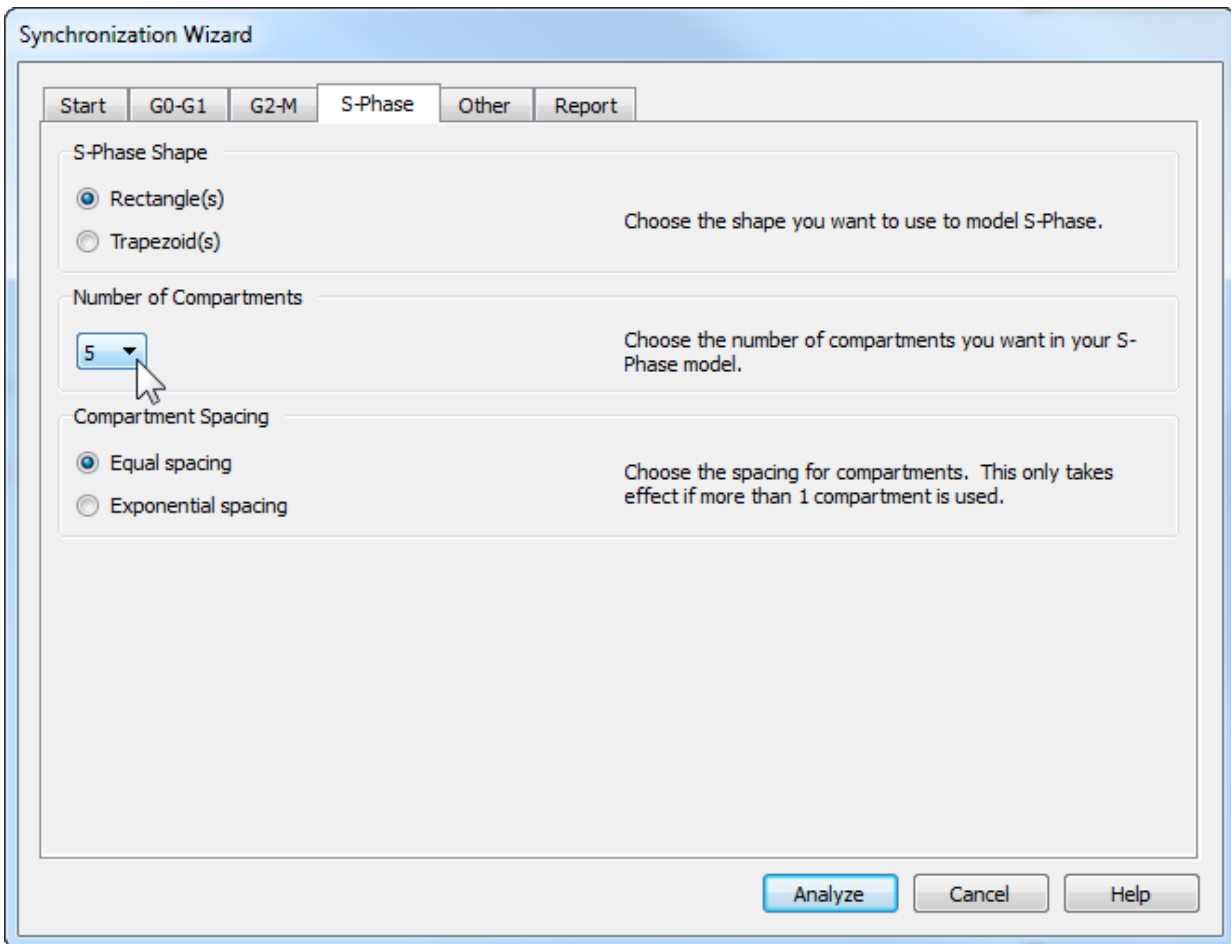 Synchronization Wizard
Start G0-G1 G2-M S-Phase Other Report
S-Phase Shape
Rectangle(s)
Trapezoid(s)
Choose the shape you want to use to model S-Phase.
Number of Compartments
5
Choose the number of compartments you want in your S-
Phase model.
Compartment Spacing
Equal spacing
Exponential spacing
Choose the spacing for compartments. This only takes
effect if more than 1 compartment is used.
Analyze Cancel Help